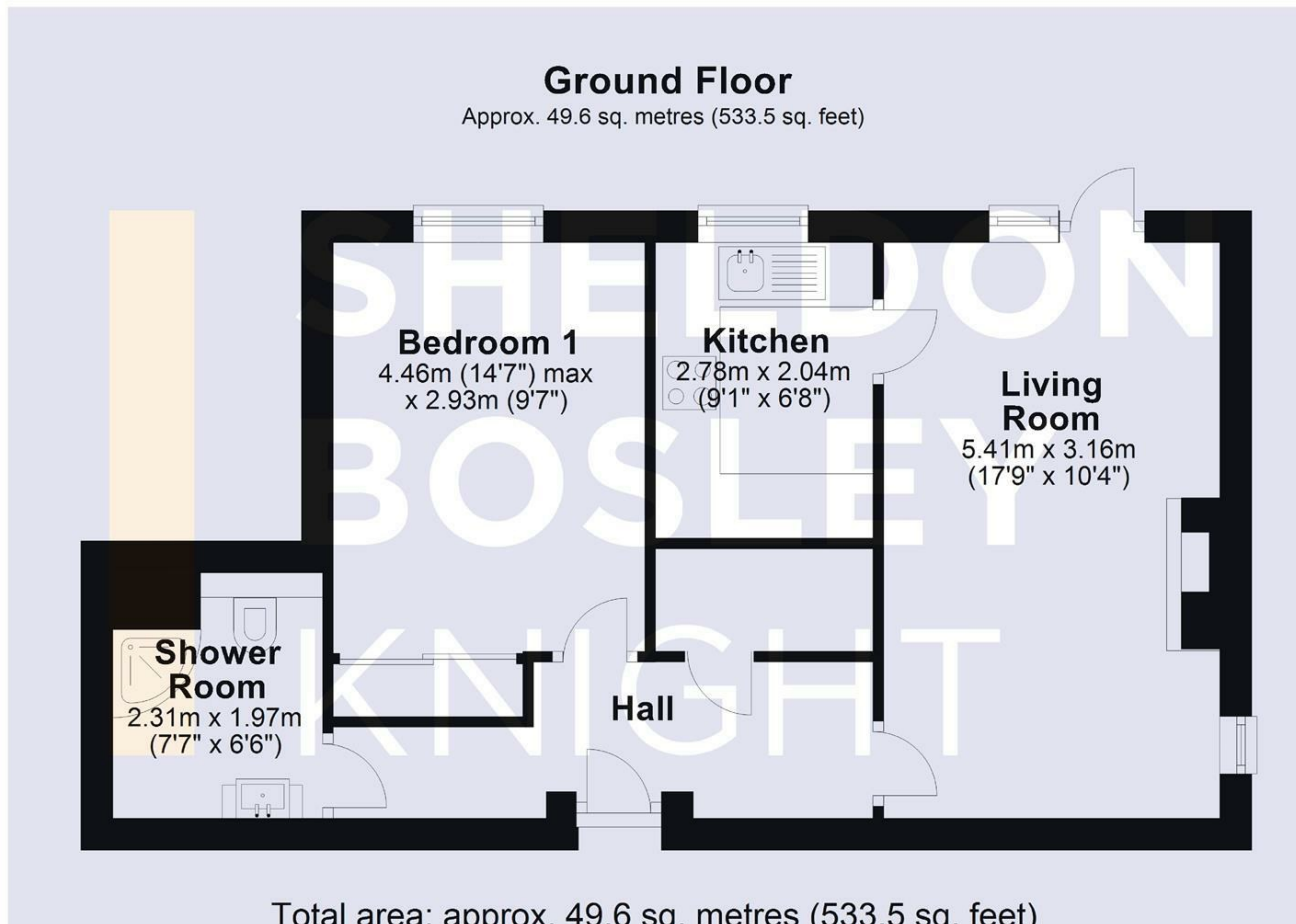 Ground Floor
Approx. 49.6 sq. metres (533.5 sq. feet)
SHELDON
BOSLEY
KNIGHT
Bedroom 1
4.46m (14'7") max
x 2.93m (9'7")
Kitchen
2.78m x 2.04m
(9'1" x 6'8")
Living
Room
5.41m x 3.16m
(17'9" x 10'4")
Shower
Room
2.31m x 1.97m
(7'7" x 6'6")
Hall
Total area: approx. 49.6 sq. metres (533.5 sq. feet)